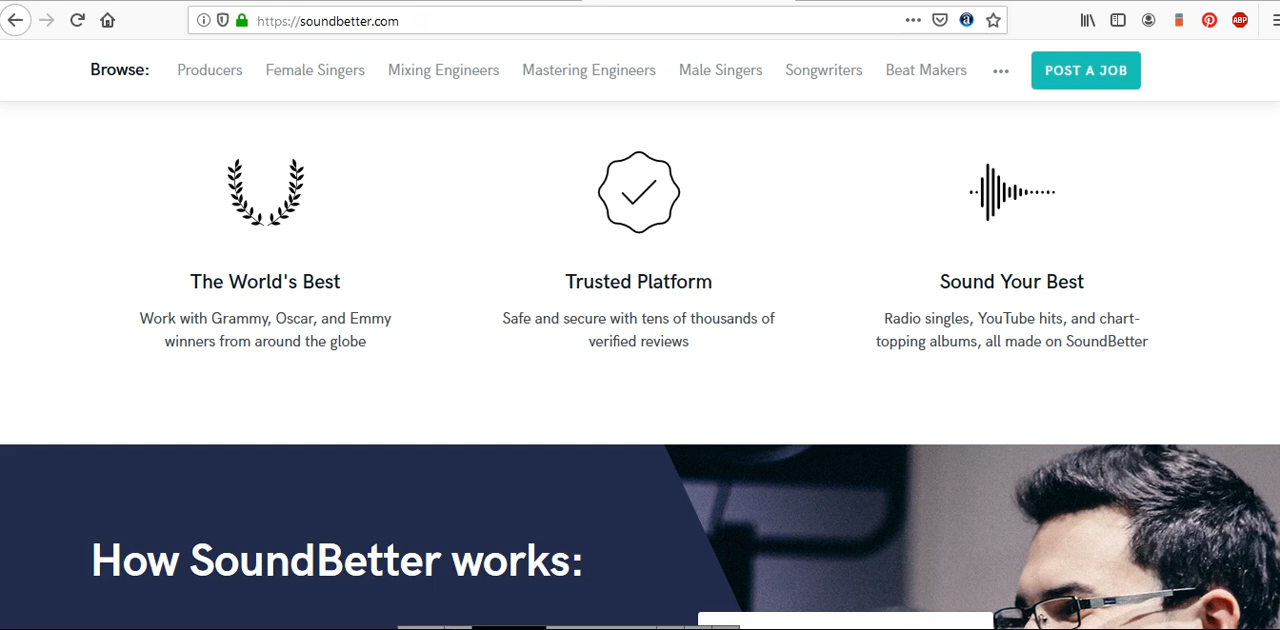 https://soundbetter.com
ABP
Browse: Producers Female Singers Mixing Engineers Mastering Engineers Male Singers Songwriters Beat Makers POST A JOB
The World's Best
Work with Grammy, Oscar, and Emmy
winners from around the globe
Trusted Platform
Safe and secure with tens of thousands of
verified reviews
Sound Your Best
Radio singles, YouTube hits, and chart-
topping albums, all made on SoundBetter
How SoundBetter works: